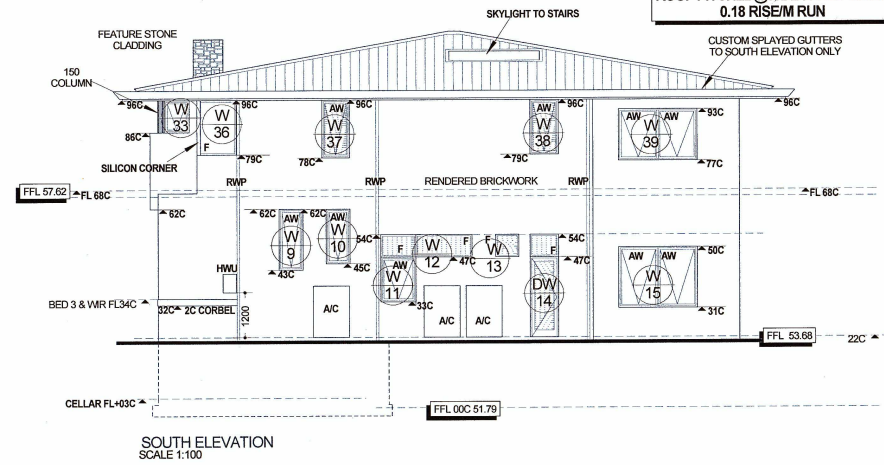 0.18 RISE/M RUN
SKYLIGHT TO STAIRS
FEATURE STONE
CLADDING
CUSTOM SPLAYED GUTTERS
TO SOUTH ELEVATION ONLY
150
COLUMN
96C
W
33
W
36
F
96C
AW
W
37
96C
AW
W
38
96C
AW
AW
W
39
93C
96C
86C
SILICON CORNER
79C
78C
79C
77C
RWP
RWP
RENDERED BRICKWORK
RWP
FFL 57.62
FL 68C
FL 68C
62C
62C
AW
W
9
62C
AW
W
10
54C
F
W
12
F
W
13
F
54C
50C
43C
45C
AW
W
11
47C
47C
AW
AW
W
15
HWU
DW
14
33C
31C
BED 3 & WIR FL34C
32C
2C CORBEL
1200
A/C
A/C
A/C
FFL 53.68
22C
CELLAR FL+03C
FFL 00C 51.79
SOUTH ELEVATION
SCALE 1:100